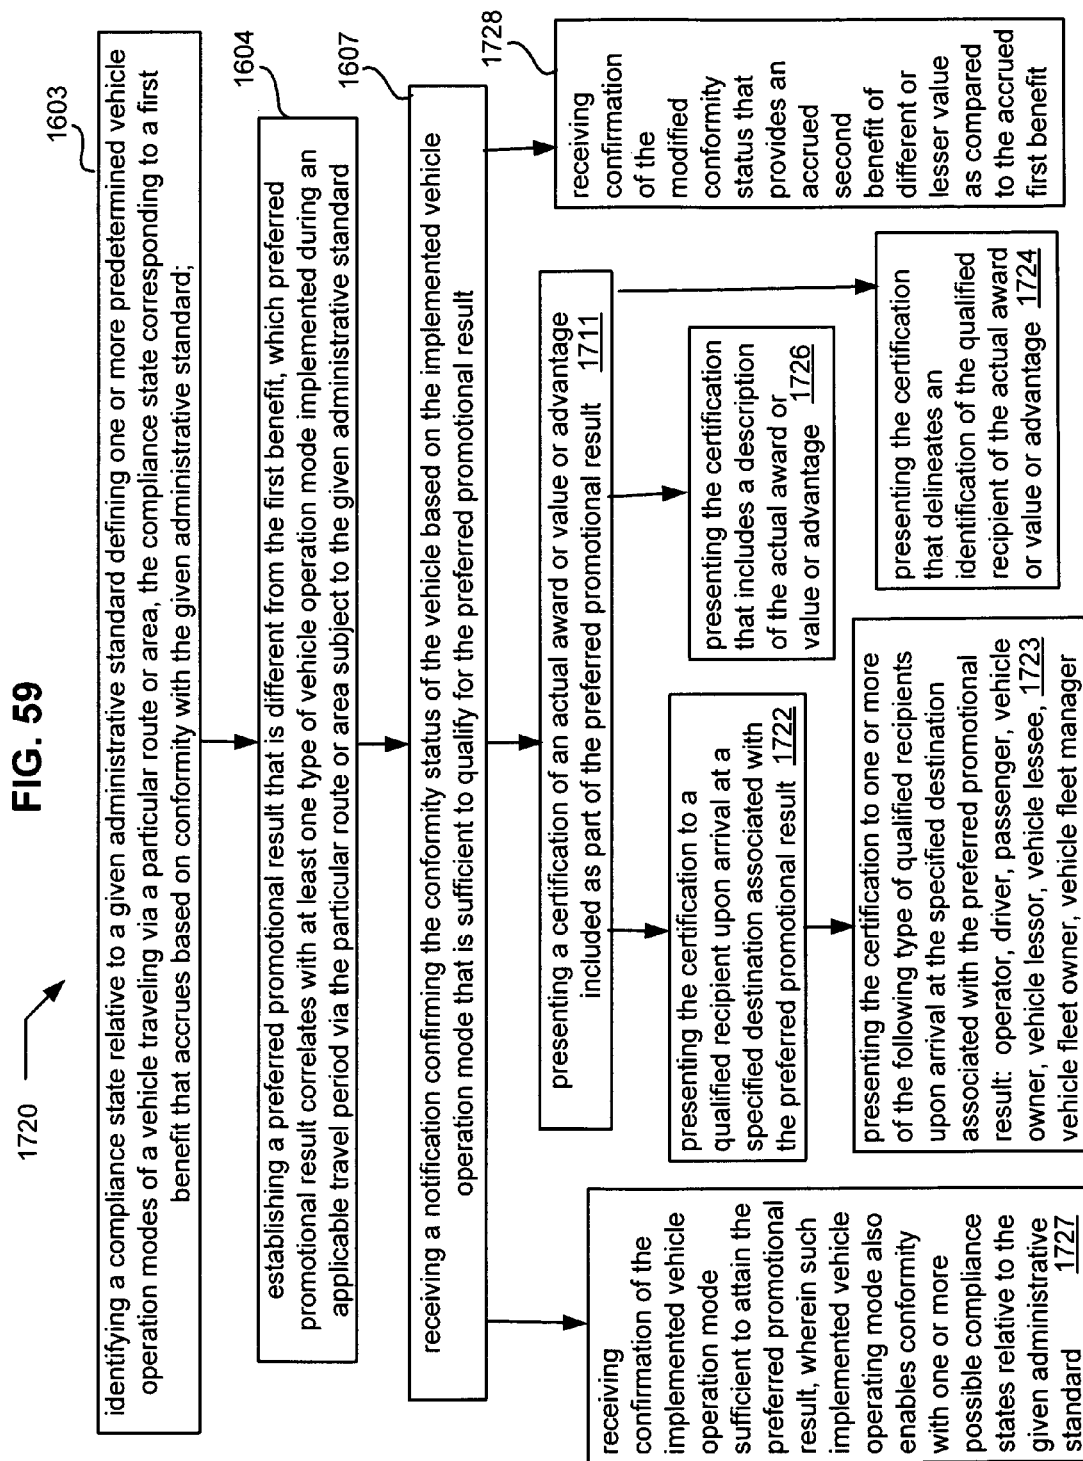 FIG. 59
1720
identifying a compliance state relative to a given administrative standard defining one or more predetermined vehicle
operation modes of a vehicle traveling via a particular route or area, the compliance state corresponding to a first
benefit that accrues based on conformity with the given administrative standard;
1603
establishing a preferred promotional result that is different from the first benefit, which preferred
promotional result correlates with at least one type of vehicle operation mode implemented during an
applicable travel period via the particular route or area subject to the given administrative standard
1604
receiving a notification confirming the conformity status of the vehicle based on the implemented vehicle
operation mode that is sufficient to qualify for the preferred promotional result
1607
receiving
confirmation of the
implemented vehicle
operation mode
sufficient to attain the
preferred promotional
result, wherein such
implemented vehicle
operating mode also
enables conformity
with one or more
possible compliance
states relative to the
given administrative
standard 1727
presenting a certification of an actual award or value or advantage
included as part of the preferred promotional result 1711
receiving
confirmation
of the
modified
conformity
status that
provides an
accrued
second
benefit of
different or
lesser value
as compared
to the accrued
first benefit
1728
presenting the certification to a
qualified recipient upon arrival at a
specified destination associated with
the preferred promotional result 1722
presenting the certification
that includes a description
of the actual award or
value or advantage 1726
presenting the certification to one or more
of the following type of qualified recipients
upon arrival at the specified destination
associated with the preferred promotional
result: operator, driver, passenger, vehicle
owner, vehicle lessor, vehicle lessee, 1723
vehicle fleet owner, vehicle fleet manager
presenting the certification
that delineates an
identification of the qualified
recipient of the actual award
or value or advantage 1724